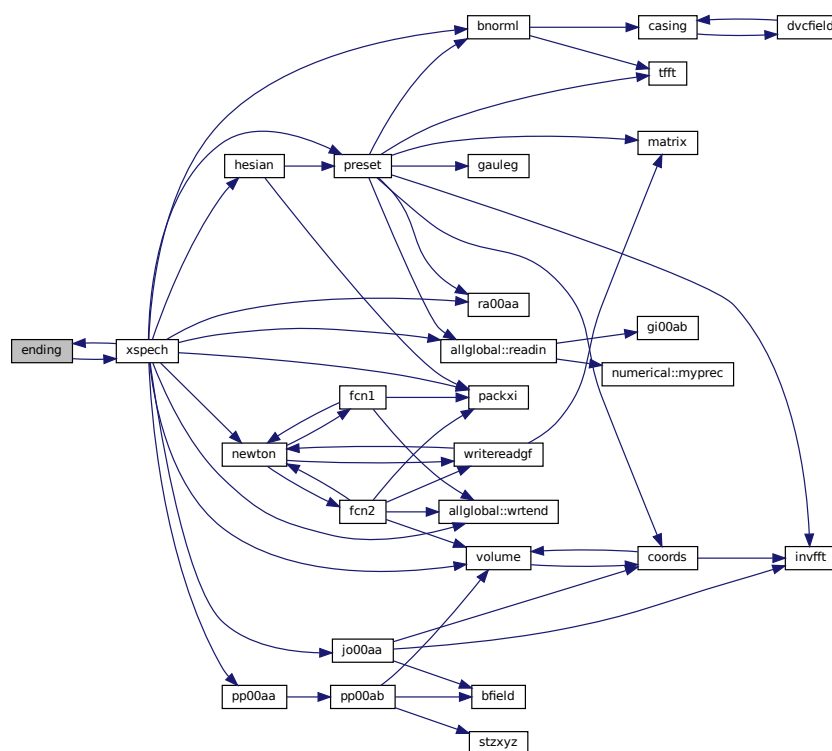 bnorml
casing
dvcfield
tfft
matrix
hesian
preset
gauleg
ra00aa
gi00ab
ending
xspech
allglobal::readin
numerical::myprec
fcn1
packxi
newton
writereadgf
fcn2
allglobal::wrtend
volume
coords
invfft
jo00aa
pp00aa
pp00ab
bfield
stzxyz